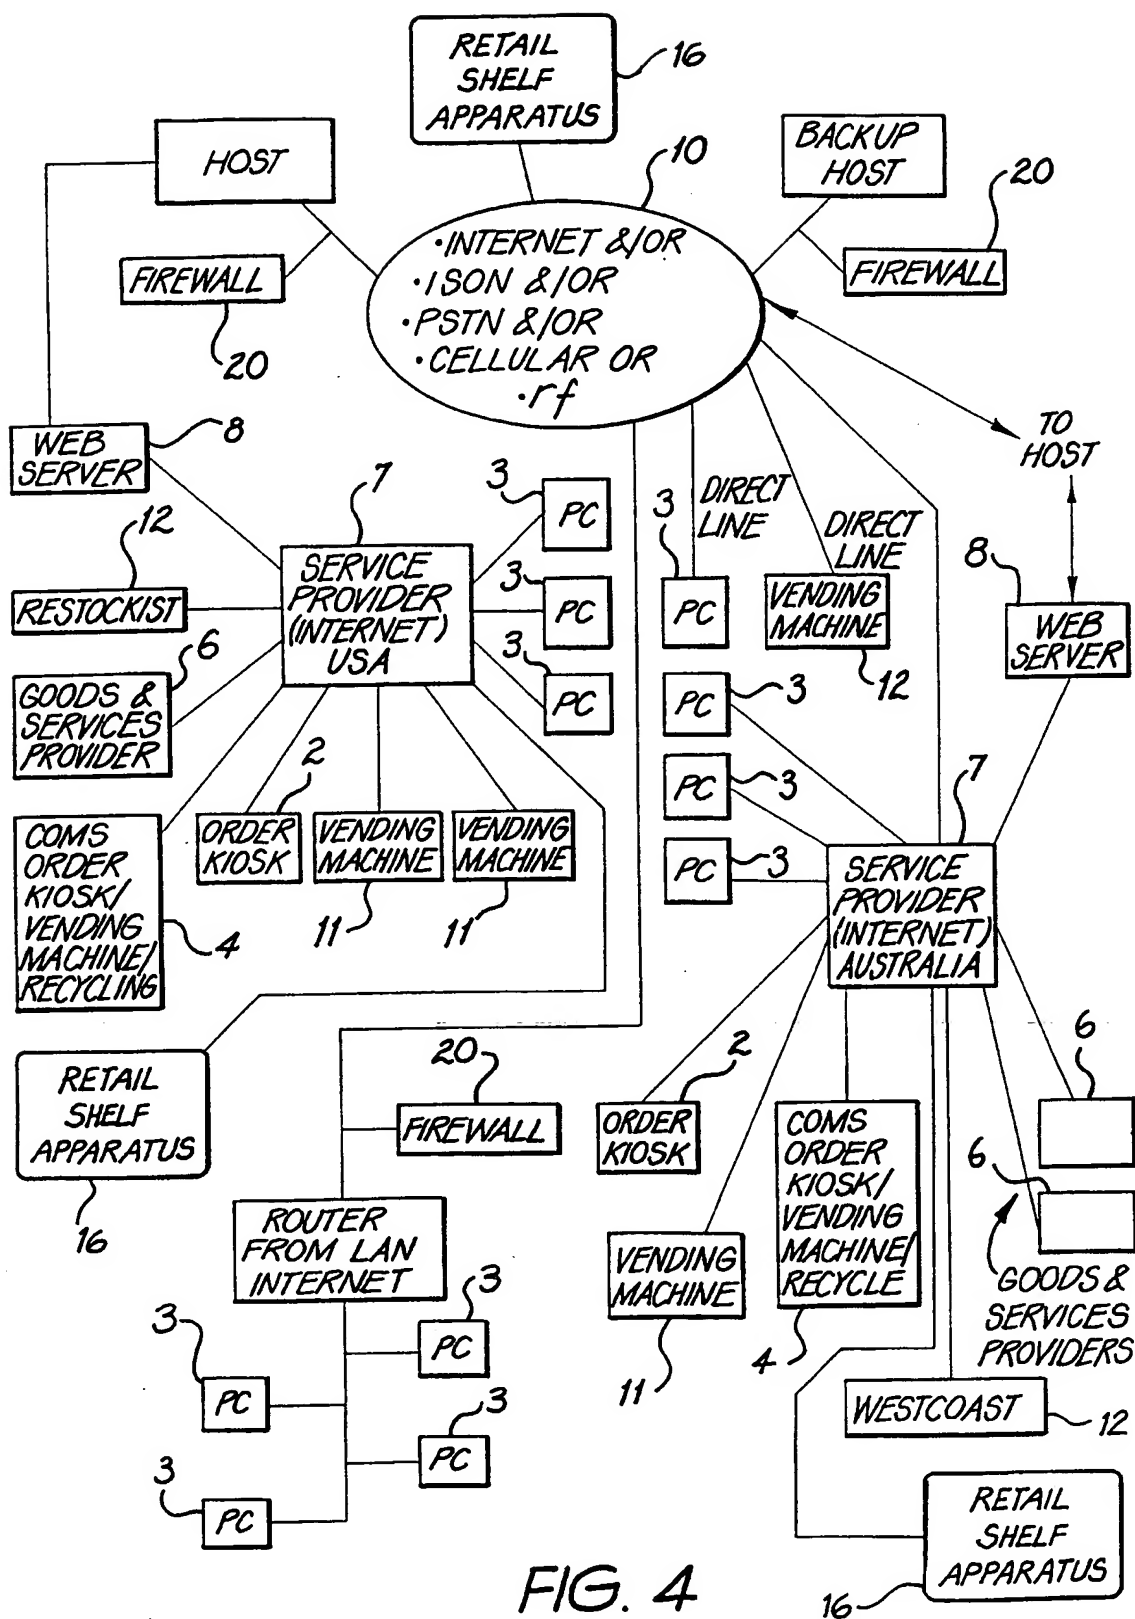 RETAIL
SHELF
APPARATUS
16
HOST
10
BACKUP
HOST
20
FIREWALL
20
• INTERNET &/OR
• ISON &/OR
• PSTN &/OR
• CELLULAR OR
• rf
FIREWALL
TO
HOST
WEB
SERVER
8
7
3
PC
DIRECT
LINE
3
PC
DIRECT
LINE
VENDING
MACHINE
12
8
WEB
SERVER
12
RESTOCKIST
SERVICE
PROVIDER
(INTERNET)
USA
3
PC
3
PC
6
GOODS &
SERVICES
PROVIDER
3
PC
3
PC
3
PC
7
SERVICE
PROVIDER
(INTERNET)
AUSTRALIA
COMS
ORDER
KIOSK/
VENDING
MACHINE/
RECYCLING
4
2
ORDER
KIOSK
VENDING
MACHINE
11
VENDING
MACHINE
11
RETAIL
SHELF
APPARATUS
16
20
FIREWALL
2
ORDER
KIOSK
COMS
ORDER
KIOSK/
VENDING
MACHINE/
RECYCLE
4
6
6
GOODS &
SERVICES
PROVIDERS
ROUTER
FROM LAN
INTERNET
VENDING
MACHINE
11
3
PC
3
PC
3
PC
3
PC
WESTCOAST
12
RETAIL
SHELF
APPARATUS
16
FIG. 4